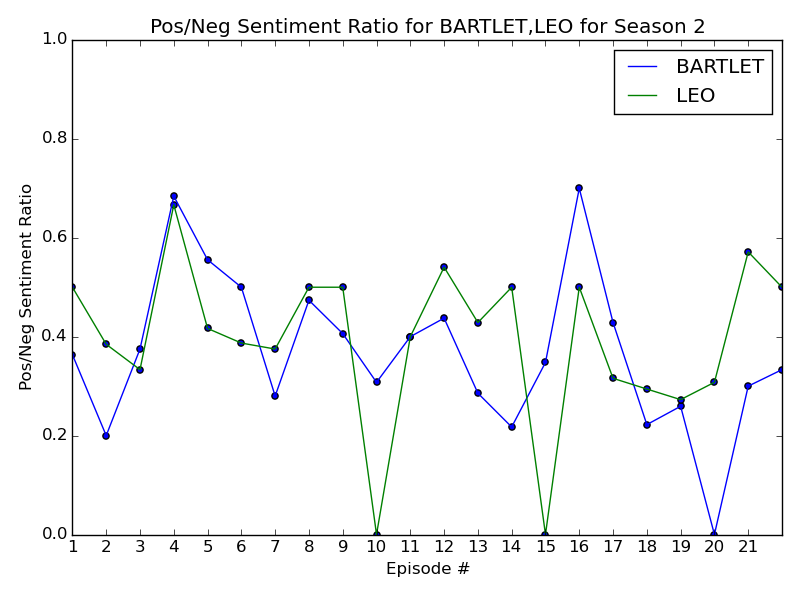 Pos/Neg Sentiment Ratio for BARTLET,LEO for Season 2
BARTLET
LEO
Pos/Neg Sentiment Ratio
1.0
0.8
0.6
0.4
0.2
0.0
1 2 3 4 5 6 7 8 9 10 11 12 13 14 15 16 17 18 19 20 21
Episode #